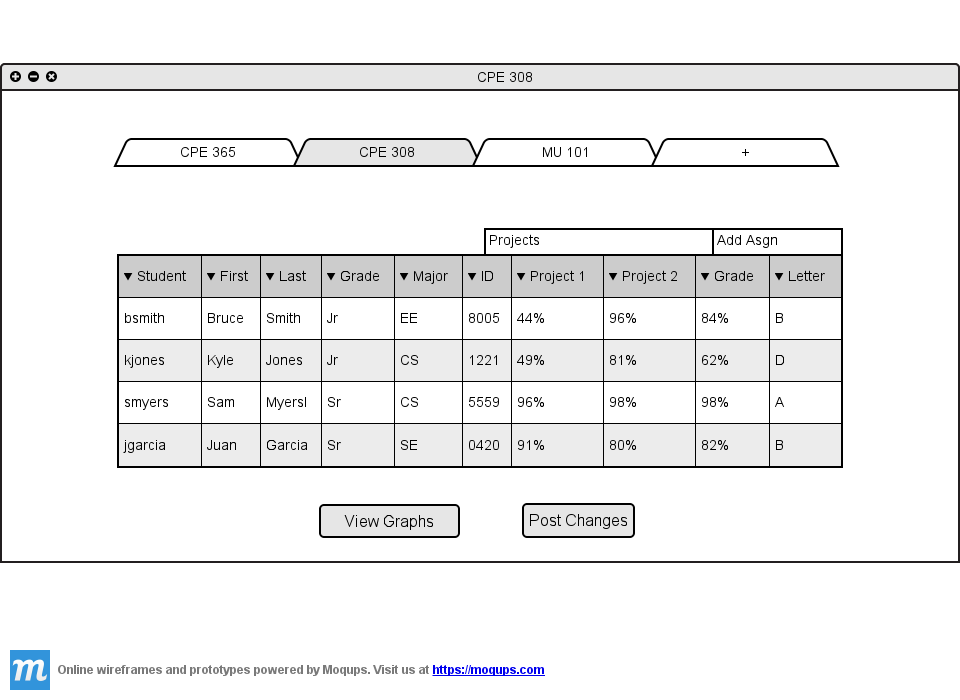 CPE 308
CPE 365 CPE 308 MU 101 +
Projects Add Asgn
Student First Last Grade Major ID Project 1 Project 2 Grade Letter
bsmith Bruce Smith Jr EE 8005 44% 96% 84% B
kjones Kyle Jones Jr CS 1221 49% 81% 62% D
smyers Sam Myersl Sr CS 5559 96% 98% 98% A
jgarcia Juan Garcia Sr SE 0420 91% 80% 82% B
View Graphs Post Changes
m Online wireframes and prototypes powered by Moqups. Visit us at https://moqups.com